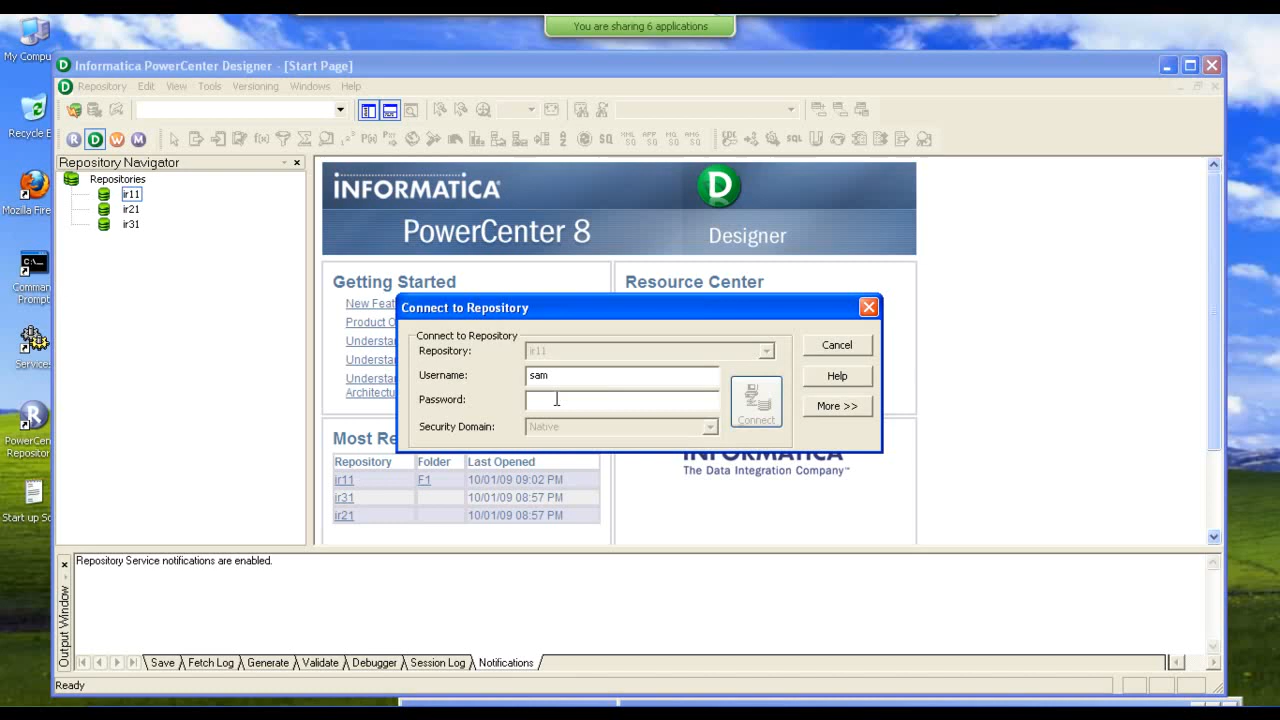 You are sharing 6 applications
My Compu
Informatica PowerCenter Designer - [Start Page]
Repository Edit View Tools Versioning Windows Help
Recycle B
Repository Navigator
Repositories
ir11
ir21
ir31
INFORMATICA
D
PowerCenter 8
Designer
Mozilla Fire
Getting Started
Resource Center
New Feat
Product O
Understa
Understa
Understa
Architectu
Comman
Prompt
Connect to Repository
Connect to Repository
Repository: ir11
Username: sam
Password:
Security Domain: Native
Connect
Cancel
Help
More >>
Services
PowerCen
Repositor
Most Re
Repository Folder Last Opened
ir11 F1 10/01/09 09:02 PM
ir31 10/01/09 08:57 PM
ir21 10/01/09 08:57 PM
INFORMATICA
The Data Integration Company™
Start up Sc
Repository Service notifications are enabled.
Output Window
Save Fetch Log Generate Validate Debugger Session Log Notifications
Ready